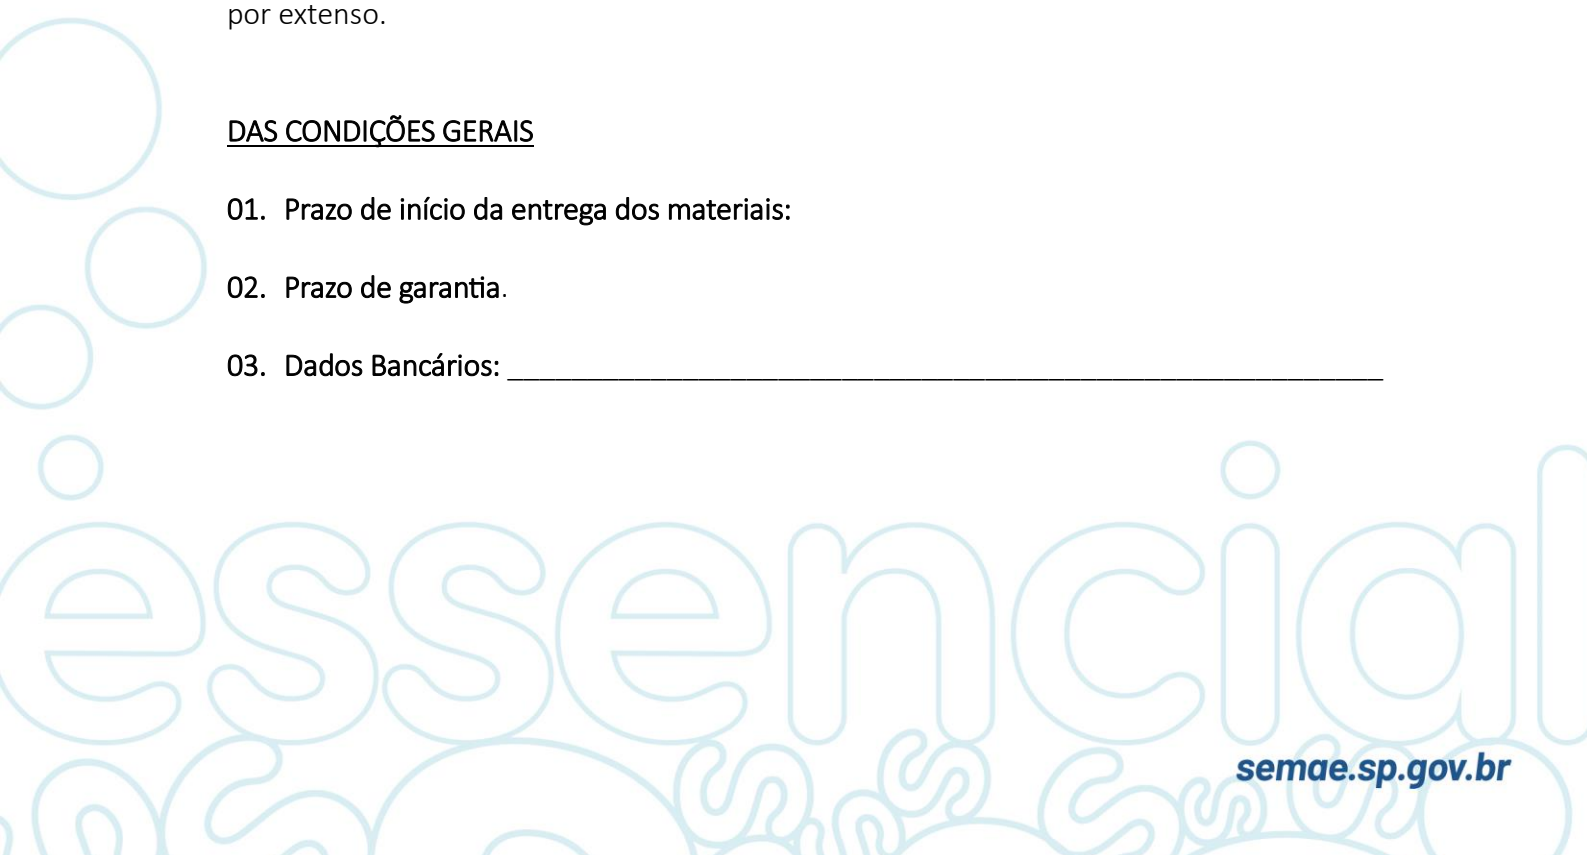 por extenso.
DAS CONDIÇÕES GERAIS
01. Prazo de início da entrega dos materiais:
02. Prazo de garantia.
03. Dados Bancários: _______________________________________________________
essencial
semae.sp.gov.br